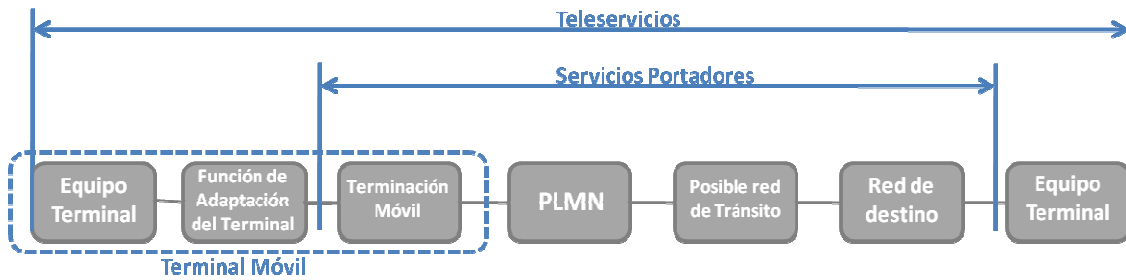 Teleservicios
Servicios Portadores
Equipo
Terminal
Función de
Adaptación
del Terminal
Terminación
Móvil
PLMN
Posible red
de Tránsito
Red de
destino
Equipo
Terminal
Terminal Móvil